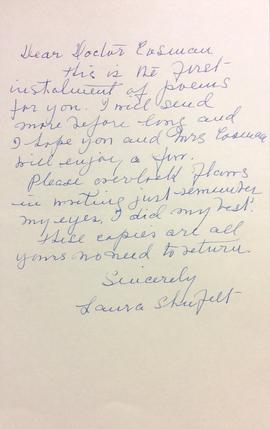 Dear Doctor Cosman
this is the first
instalment of poems
for you. I will send
more before long and
I hope you and Mrs Cosman
will enjoy a few.
Please overlook flaws
in writing just remember
my eyes, I did my best.
these copies are all
yours no need to return.
Sincerely
Laura Shufelt